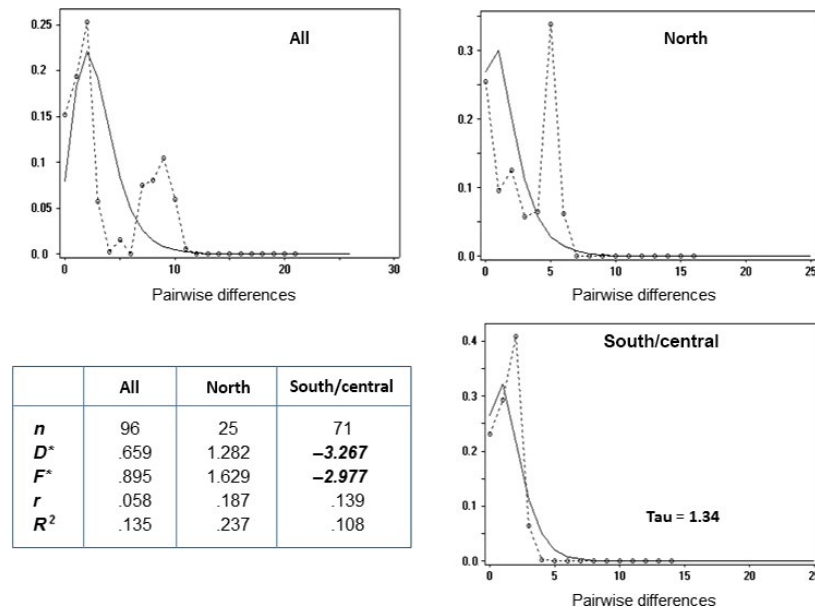 All
0.25
0.20
0.15
0.10
0.05
0.0
0 10 20 30
Pairwise differences
North
0.3
0.2
0.1
0.0
0 5 10 15 20 25
Pairwise differences
All North South/central
n 96 25 71
D* .659 1.282 –3.267
F* .895 1.629 –2.977
r .058 .187 .139
R² .135 .237 .108
South/central
0.4
0.3
0.2
0.1
0.0
Tau = 1.34
0 5 10 15 20 25
Pairwise differences